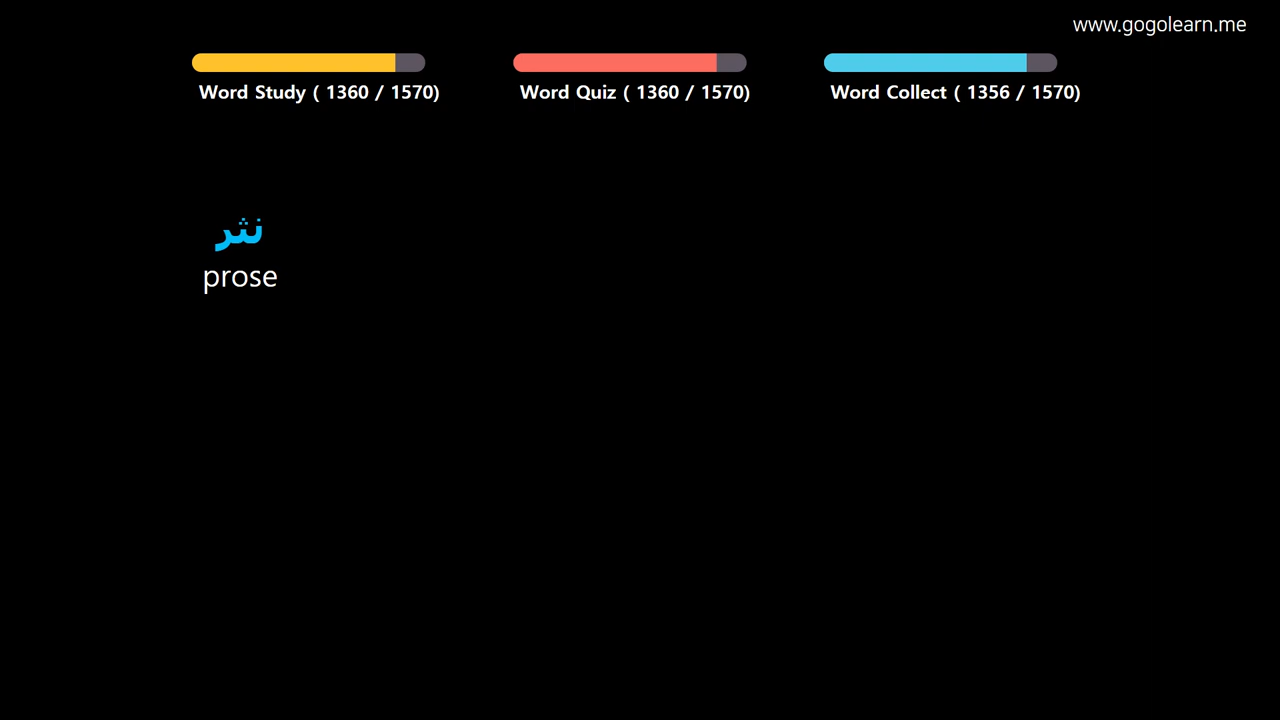 www.gogolearn.me
Word Study ( 1360 / 1570)
Word Quiz ( 1360 / 1570)
Word Collect ( 1356 / 1570)
نثر
prose